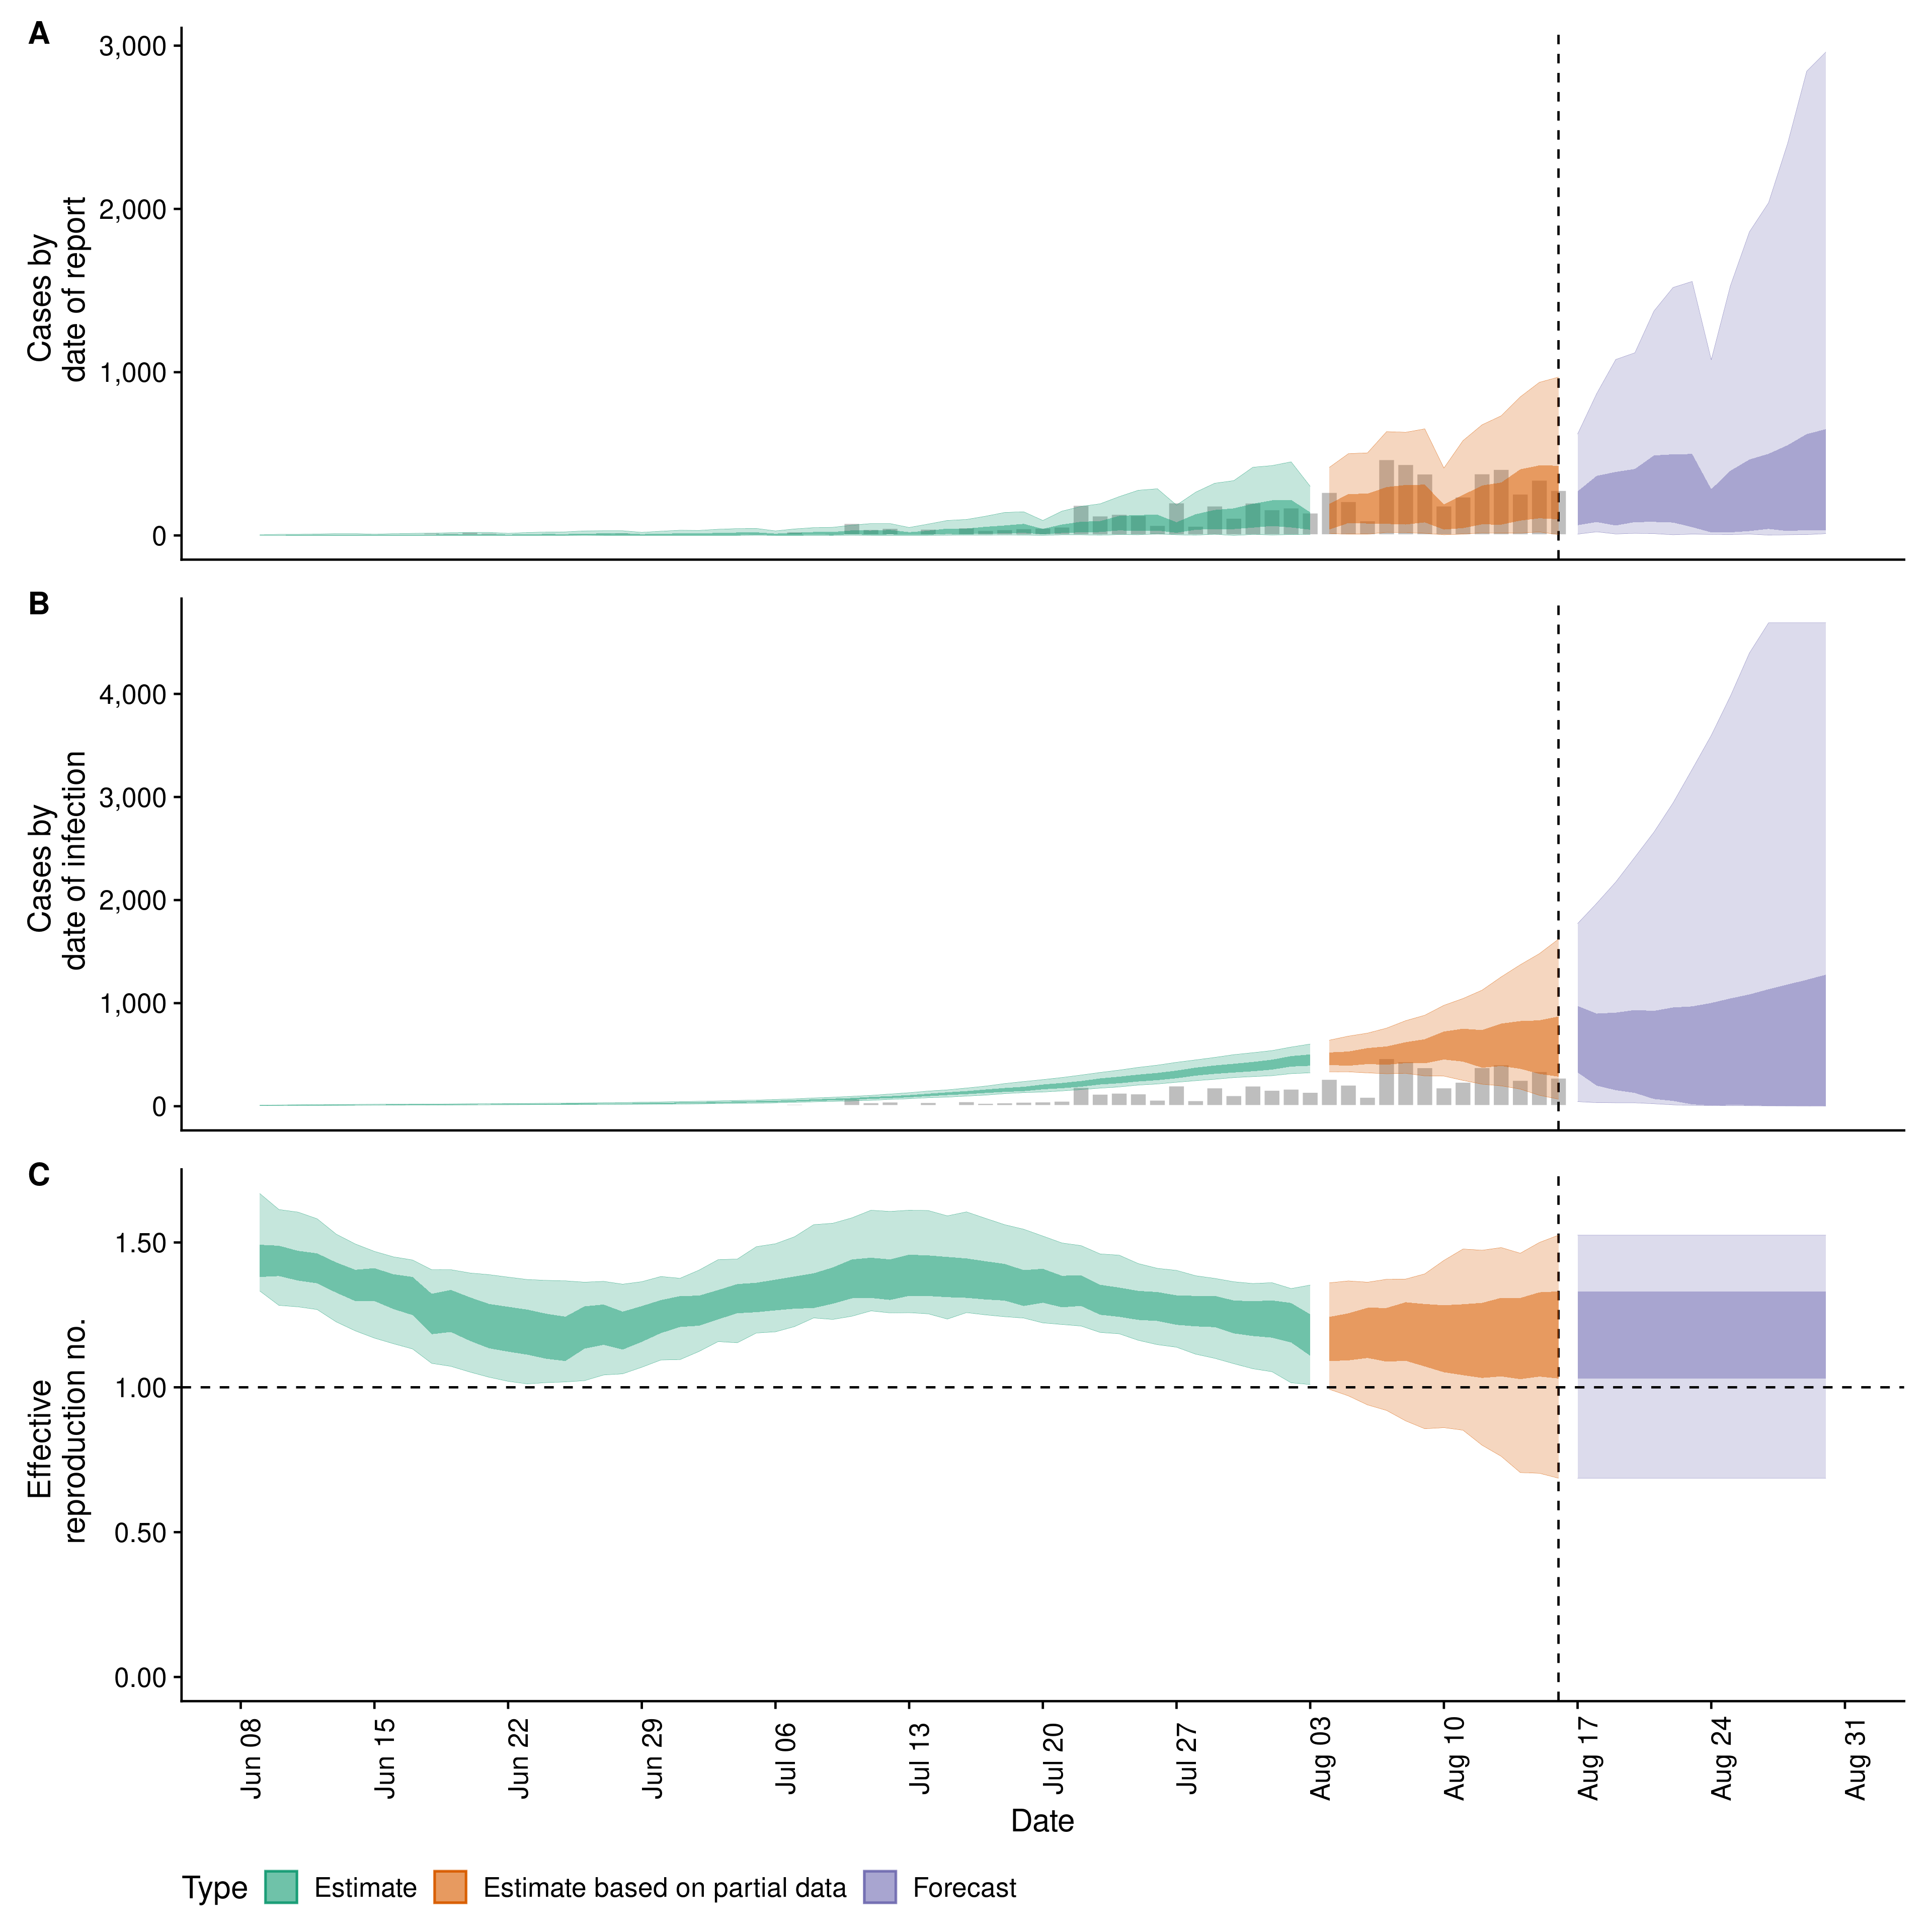 A
3,000
2,000
1,000
0
Cases by
date of report
B
4,000
3,000
2,000
1,000
0
Cases by
date of infection
C
1.50
1.00
0.50
0.00
Effective
reproduction no.
Jun 08
Jun 15
Jun 22
Jun 29
Jul 06
Jul 13
Jul 20
Jul 27
Aug 03
Aug 10
Aug 17
Aug 24
Aug 31
Date
Type Estimate Estimate based on partial data Forecast